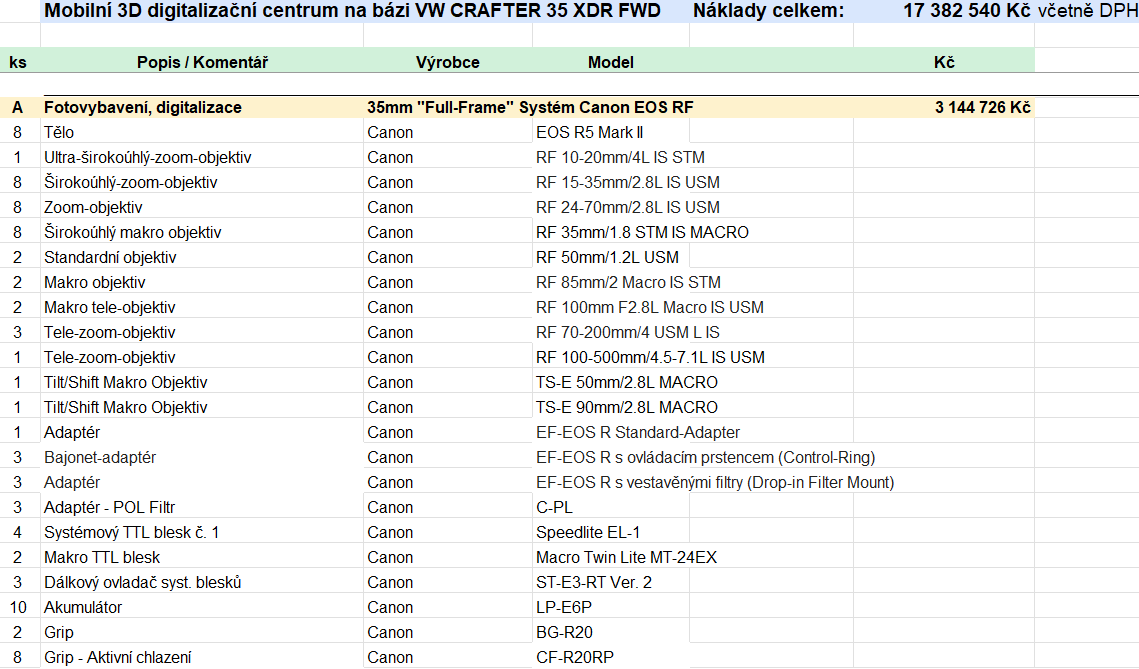 Mobilní 3D digitalizační centrum na bázi VW CRAFTER 35 XDR FWD Náklady celkem: 17 382 540 Kč včetně DPH
ks Popis / Komentář Výrobce Model Kč
A Fotovybavení, digitalizace 35mm "Full-Frame" Systém Canon EOS RF 3 144 726 Kč
8 Tělo Canon EOS R5 Mark II
1 Ultra-širokoúhlý-zoom-objektiv Canon RF 10-20mm/4L IS STM
8 Širokoúhlý-zoom-objektiv Canon RF 15-35mm/2.8L IS USM
8 Zoom-objektiv Canon RF 24-70mm/2.8L IS USM
8 Širokoúhlý makro objektiv Canon RF 35mm/1.8 STM IS MACRO
2 Standardní objektiv Canon RF 50mm/1.2L USM
2 Makro objektiv Canon RF 85mm/2 Macro IS STM
2 Makro tele-objektiv Canon RF 100mm F2.8L Macro IS USM
3 Tele-zoom-objektiv Canon RF 70-200mm/4 USM L IS
1 Tele-zoom-objektiv Canon RF 100-500mm/4.5-7.1L IS USM
1 Tilt/Shift Makro Objektiv Canon TS-E 50mm/2.8L MACRO
1 Tilt/Shift Makro Objektiv Canon TS-E 90mm/2.8L MACRO
1 Adaptér Canon EF-EOS R Standard-Adapter
3 Bajonet-adaptér Canon EF-EOS R s ovládacím prstencem (Control-Ring)
3 Adaptér Canon EF-EOS R s vestavěnými filtry (Drop-in Filter Mount)
3 Adaptér - POL Filtr Canon C-PL
4 Systémový TTL blesk č. 1 Canon Speedlite EL-1
2 Makro TTL blesk Canon Macro Twin Lite MT-24EX
3 Dálkový ovladač syst. blesků Canon ST-E3-RT Ver. 2
10 Akumulátor Canon LP-E6P
2 Grip Canon BG-R20
8 Grip - Aktivní chlazení Canon CF-R20RP